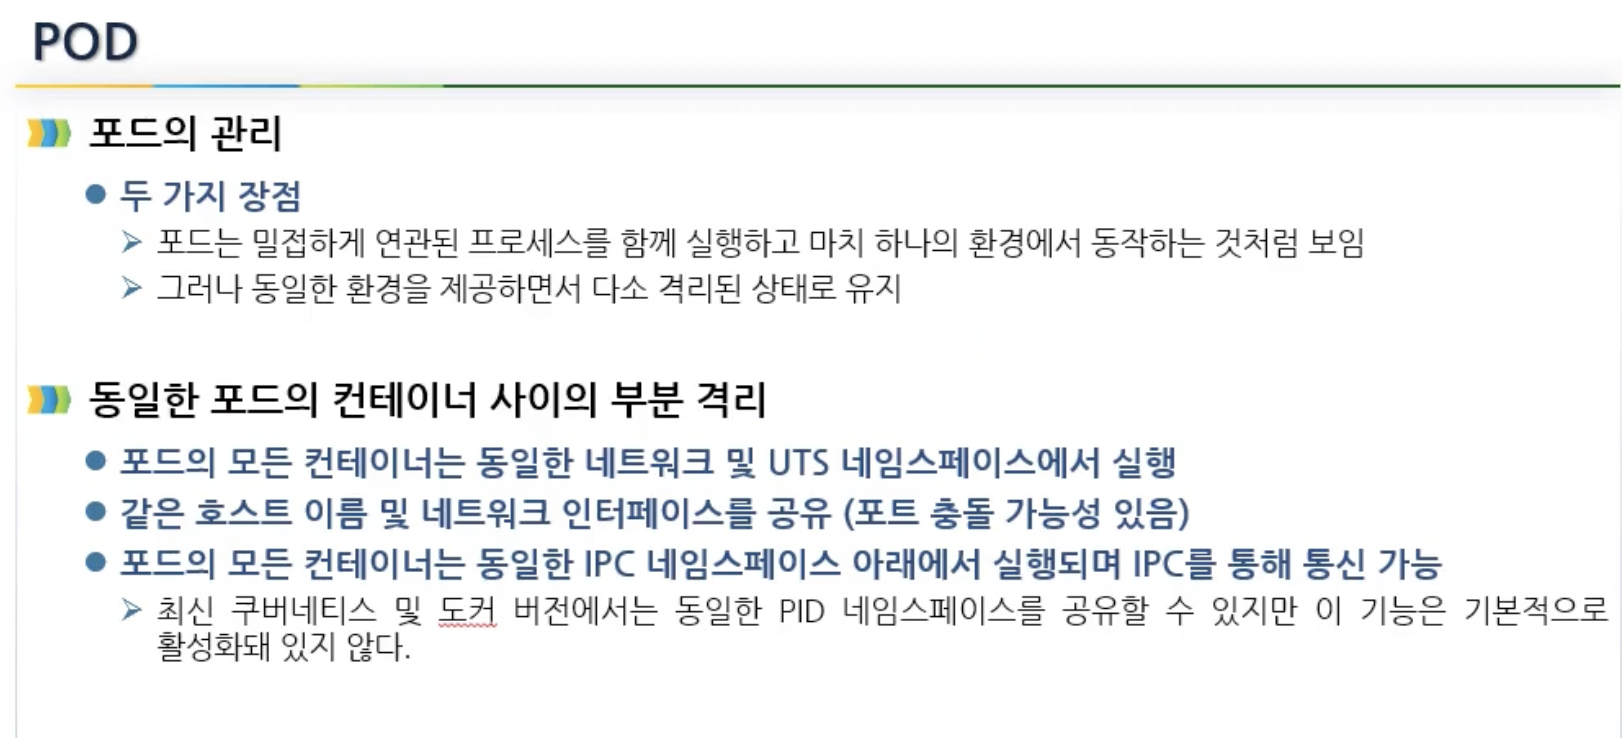 POD
포드의 관리
두 가지 장점
포드는 밀접하게 연관된 프로세스를 함께 실행하고 마치 하나의 환경에서 동작하는 것처럼 보임
그러나 동일한 환경을 제공하면서 다소 격리된 상태로 유지
동일한 포드의 컨테이너 사이의 부분 격리
포드의 모든 컨테이너는 동일한 네트워크 및 UTS 네임스페이스에서 실행
같은 호스트 이름 및 네트워크 인터페이스를 공유 (포트 충돌 가능성 있음)
포드의 모든 컨테이너는 동일한 IPC 네임스페이스 아래에서 실행되며 IPC를 통해 통신 가능
최신 쿠버네티스 및 도커 버전에서는 동일한 PID 네임스페이스를 공유할 수 있지만 이 기능은 기본적으로
활성화돼 있지 않다.